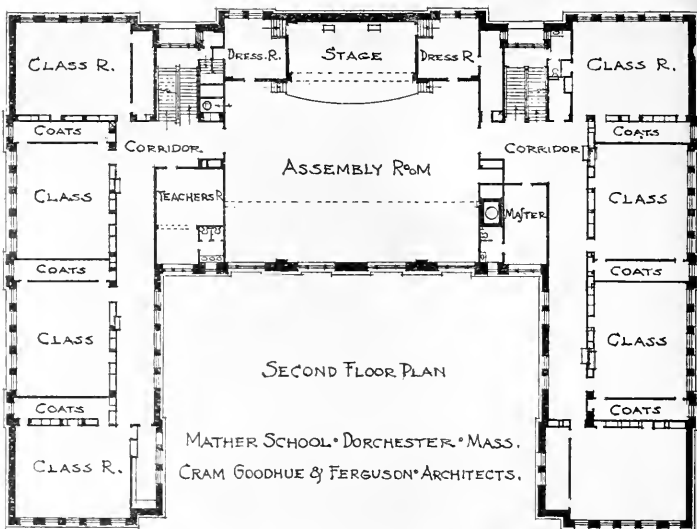 DRESS. R.
STAGE
DRESS R
CLASS R.
CLASS R.
COATS
COATS
CORRIDOR.
CORRIDOR
ASSEMBLY ROOM
CLASS
TEACHERS R
MASTER
CLASS
COATS
COATS
CLASS
CLASS
SECOND FLOOR PLAN
COATS
COATS
MATHER SCHOOL • DORCHESTER • MASS.
CLASS R.
CRAM GOODHUE & FERGUSON • ARCHITECTS.